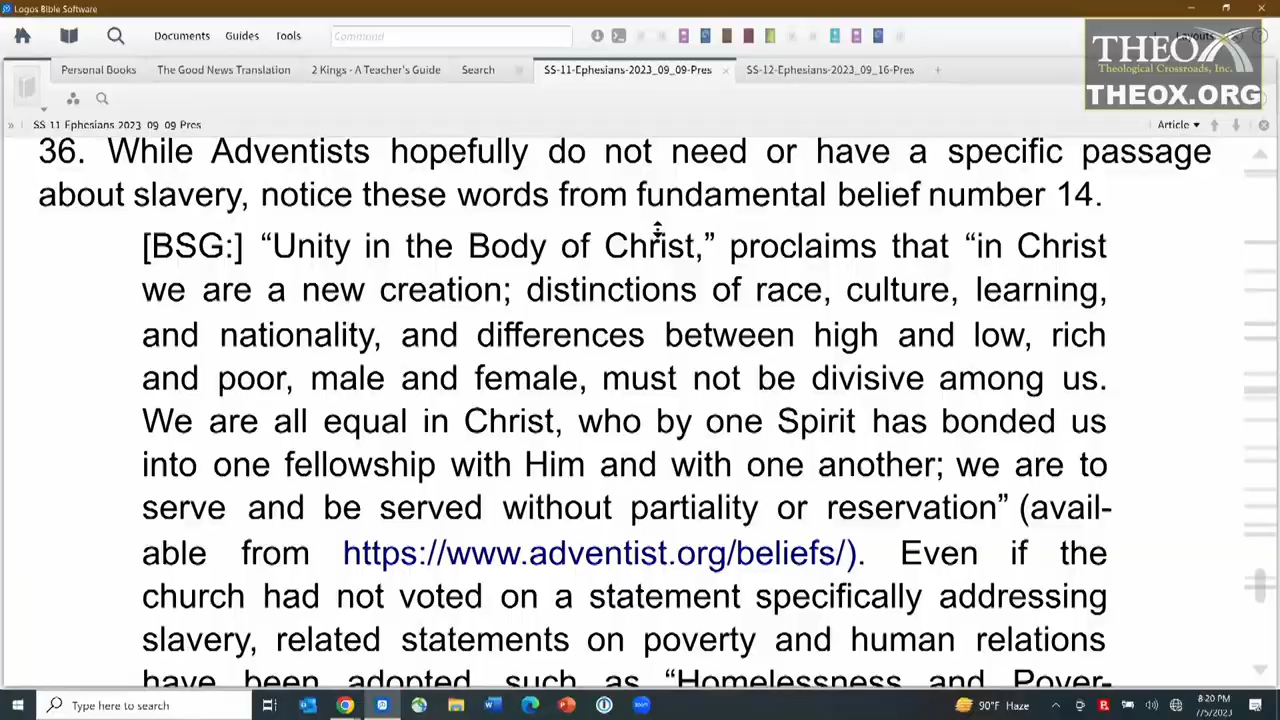 Logos Bible Software
Documents Guides Tools Command Layouts
THEOX
Theological Crossroads, Inc.
THEOX.ORG
Personal Books The Good News Translation 2 Kings - A Teacher's Guide Search SS-11-Ephesians-2023_09_09-Pres SS-12-Ephesians-2023_09_16-Pres
» SS-11-Ephesians-2023_09_09-Pres Article
36. While Adventists hopefully do not need or have a specific passage
about slavery, notice these words from fundamental belief number 14.
[BSG:] “Unity in the Body of Christ,” proclaims that “in Christ
we are a new creation; distinctions of race, culture, learning,
and nationality, and differences between high and low, rich
and poor, male and female, must not be divisive among us.
We are all equal in Christ, who by one Spirit has bonded us
into one fellowship with Him and with one another; we are to
serve and be served without partiality or reservation” (avail-
able from https://www.adventist.org/beliefs/). Even if the
church had not voted on a statement specifically addressing
slavery, related statements on poverty and human relations
have been adopted, such as “Homelessness and Pover-
Type here to search 90°F Haze 8:20 PM
7/5/2023